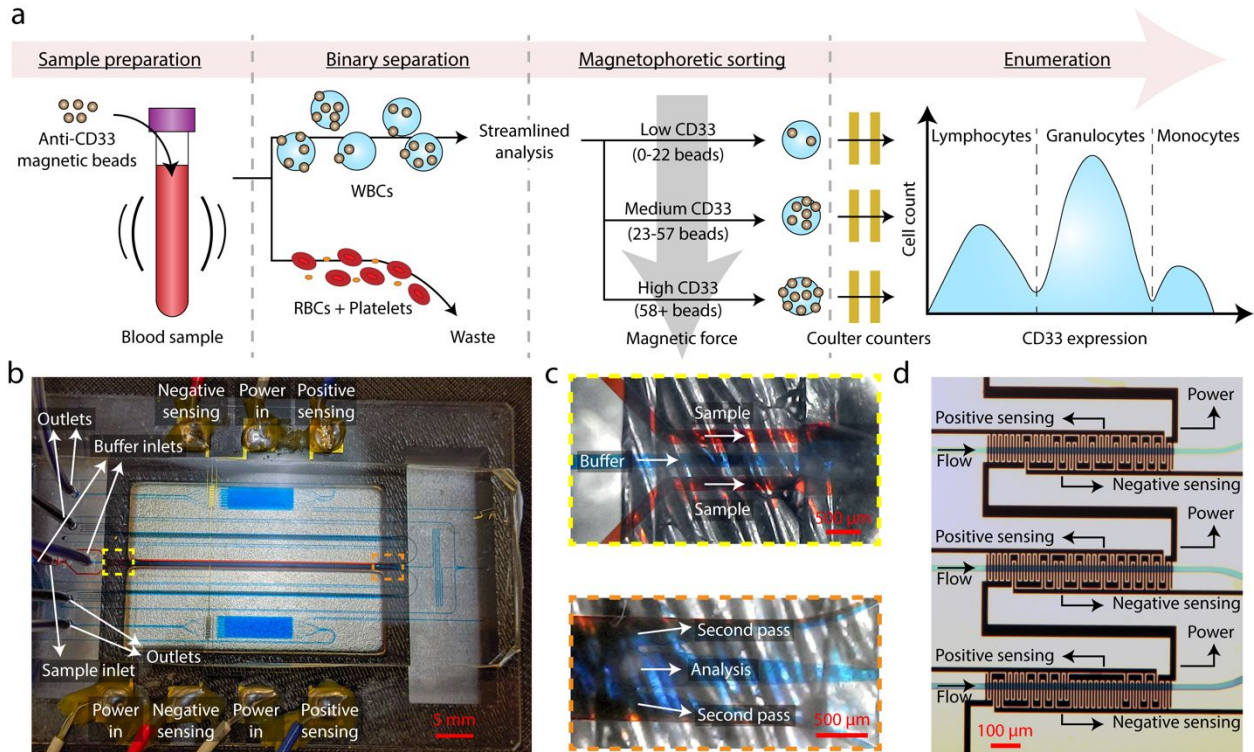 a
Sample preparation
Binary separation
Magnetophoretic sorting
Enumeration
Anti-CD33
magnetic beads
Blood sample
WBCs
RBCs + Platelets
Waste
Streamlined
analysis
Low CD33
(0-22 beads)
Medium CD33
(23-57 beads)
High CD33
(58+ beads)
Magnetic force
Coulter counters
Cell count
Lymphocytes
Granulocytes
Monocytes
CD33 expression
b
Outlets
Buffer inlets
Negative
sensing
Power
in
Positive
sensing
Sample inlet
Outlets
Power
in
Negative
sensing
Power
in
Positive
sensing
5 mm
c
Sample
Buffer
Sample
500 μm
Second pass
Analysis
Second pass
500 μm
d
Power
Positive sensing
Flow
Negative sensing
Power
Positive sensing
Flow
Negative sensing
Power
Positive sensing
Flow
Negative sensing
100 μm